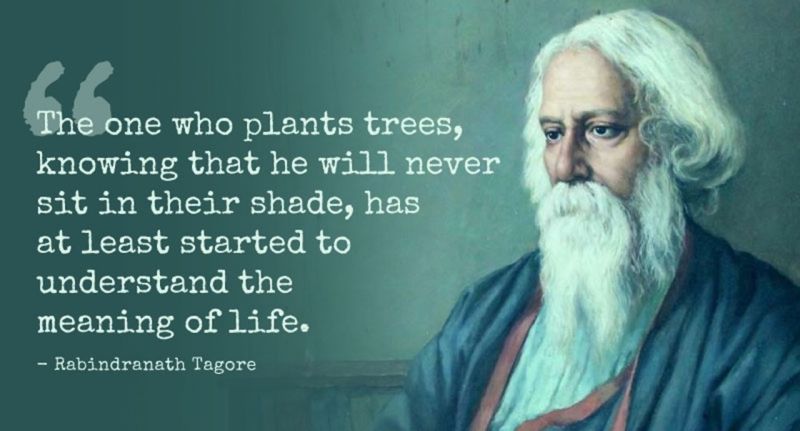 “
The one who plants trees,
knowing that he will never
sit in their shade, has
at least started to
understand the
meaning of life.
– Rabindranath Tagore